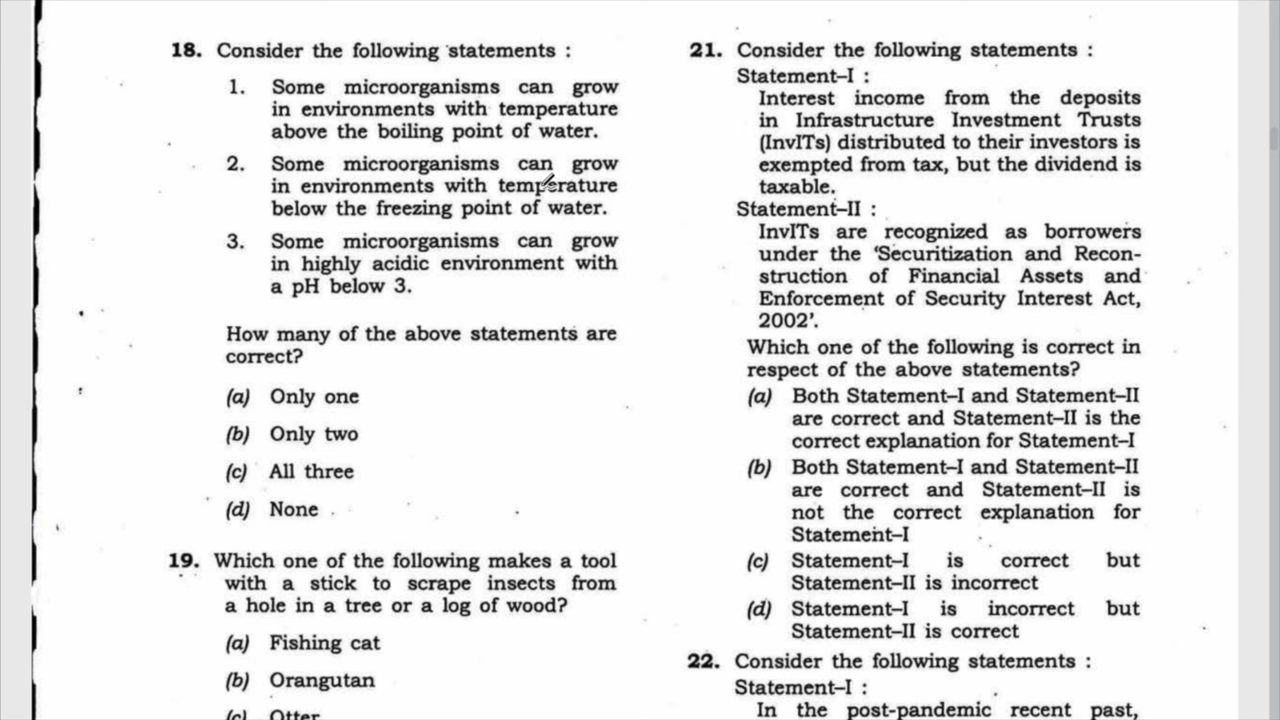 18. Consider the following statements :
1. Some microorganisms can grow
in environments with temperature
above the boiling point of water.
2. Some microorganisms can grow
in environments with temperature
below the freezing point of water.
3. Some microorganisms can grow
in highly acidic environment with
a pH below 3.
How many of the above statements are
correct?
(a) Only one
(b) Only two
(c) All three
(d) None
19. Which one of the following makes a tool
with a stick to scrape insects from
a hole in a tree or a log of wood?
(a) Fishing cat
(b) Orangutan
(c) Otter
21. Consider the following statements :
Statement–I :
Interest income from the deposits
in Infrastructure Investment Trusts
(InvITs) distributed to their investors is
exempted from tax, but the dividend is
taxable.
Statement–II :
InvITs are recognized as borrowers
under the ‘Securitization and Recon-
struction of Financial Assets and
Enforcement of Security Interest Act,
2002’.
Which one of the following is correct in
respect of the above statements?
(a) Both Statement–I and Statement–II
are correct and Statement–II is the
correct explanation for Statement–I
(b) Both Statement–I and Statement–II
are correct and Statement–II is
not the correct explanation for
Statement–I
(c) Statement–I is correct but
Statement–II is incorrect
(d) Statement–I is incorrect but
Statement–II is correct
22. Consider the following statements :
Statement–I :
In the post-pandemic recent past,